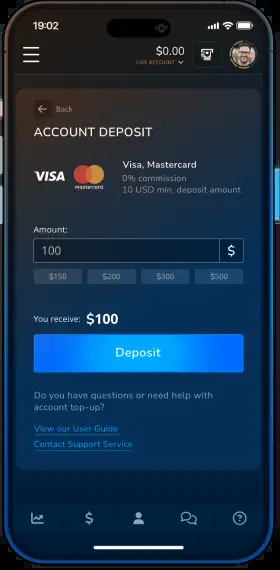 19:02
$0.00
LIVE ACCOUNT
Back
ACCOUNT DEPOSIT
VISA
mastercard
Visa, Mastercard
0% commission
10 USD min. deposit amount
Amount:
100 $
$150 $200 $300 $500
You receive: $100
Deposit
Do you have questions or need help with
account top-up?
View our User Guide
Contact Support Service